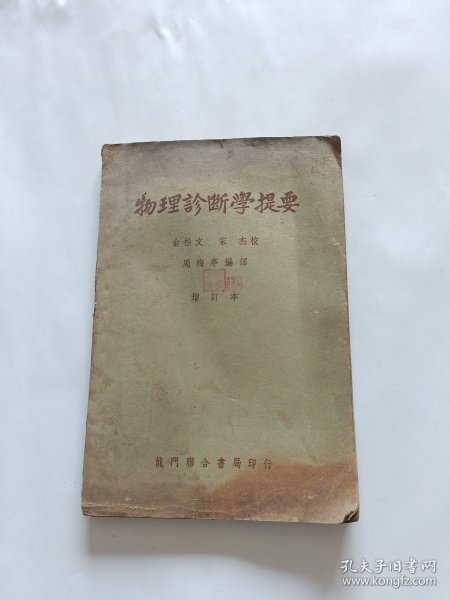 物理診斷學提要
俞松文 宋杰校
周梅亭編譯
增訂本
龍門聯合書局印行
孔夫子旧书网
www.kongfz.com